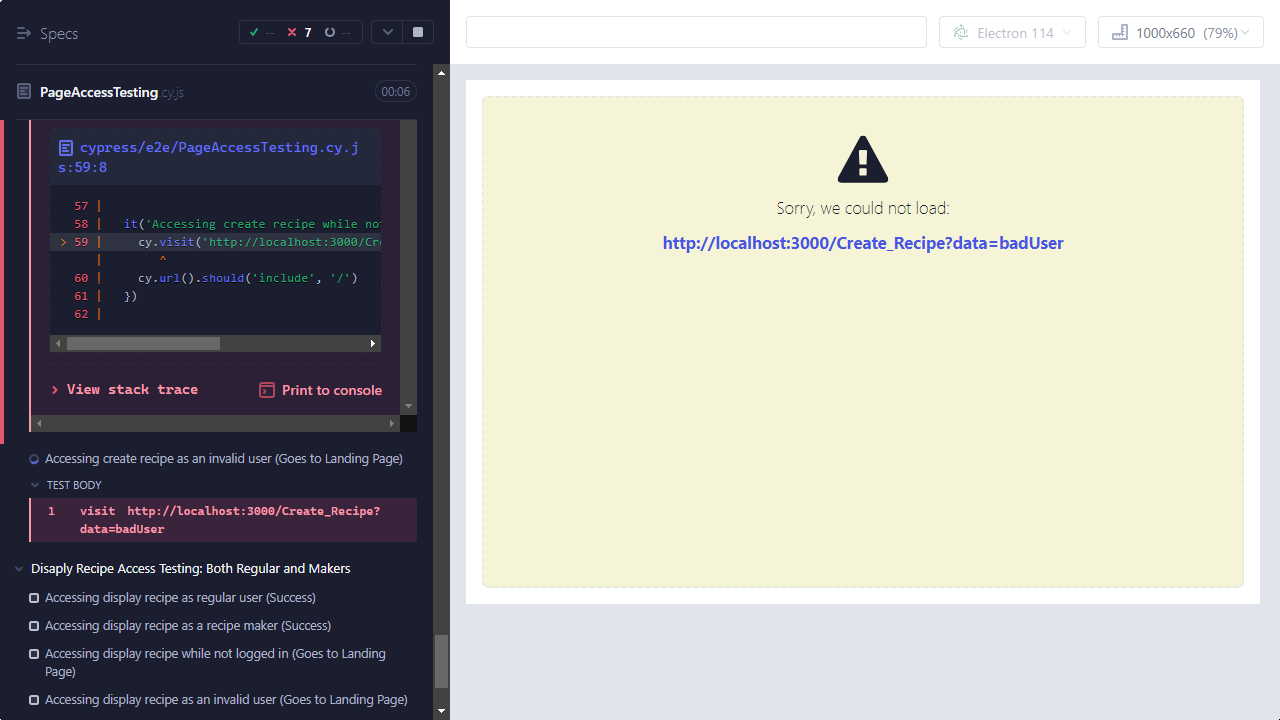 Specs
-- 7 --
Electron 114
1000x660 (79%)
PageAccessTesting.cy.js
00:06
cypress/e2e/PageAccessTesting.cy.j
s:59:8
57 |
58 | it('Accessing create recipe while not
> 59 | cy.visit('http://localhost:3000/Cre
| ^
60 | cy.url().should('include', '/')
61 | })
62 |
> View stack trace
Print to console
Accessing create recipe as an invalid user (Goes to Landing Page)
TEST BODY
1 visit http://localhost:3000/Create_Recipe?
data=badUser
Disaply Recipe Access Testing: Both Regular and Makers
Accessing display recipe as regular user (Success)
Accessing display recipe as a recipe maker (Success)
Accessing display recipe while not logged in (Goes to Landing
Page)
Accessing display recipe as an invalid user (Goes to Landing Page)
Sorry, we could not load:
http://localhost:3000/Create_Recipe?data=badUser